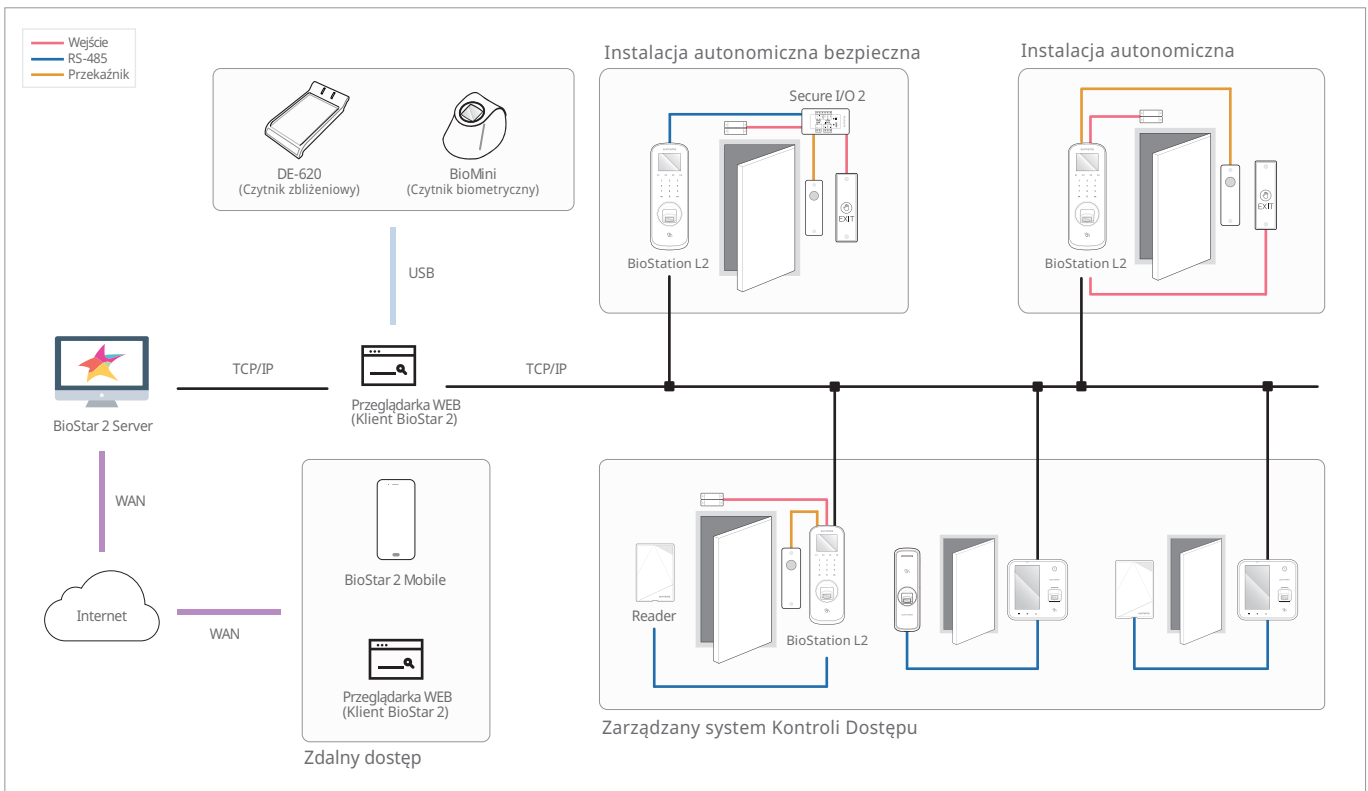 Wejście
RS-485
Przekaźnik
Instalacja autonomiczna bezpieczna
Instalacja autonomiczna
Secure I/O 2
DE-620
(Czytnik zbliżeniowy)
BioMini
(Czytnik biometryczny)
EXIT
BioStation L2
EXIT
BioStation L2
USB
TCP/IP
TCP/IP
BioStar 2 Server
Przeglądarka WEB
(Klient BioStar 2)
WAN
Internet
WAN
BioStar 2 Mobile
Przeglądarka WEB
(Klient BioStar 2)
Zdalny dostęp
Reader
BioStation L2
Zarządzany system Kontroli Dostępu